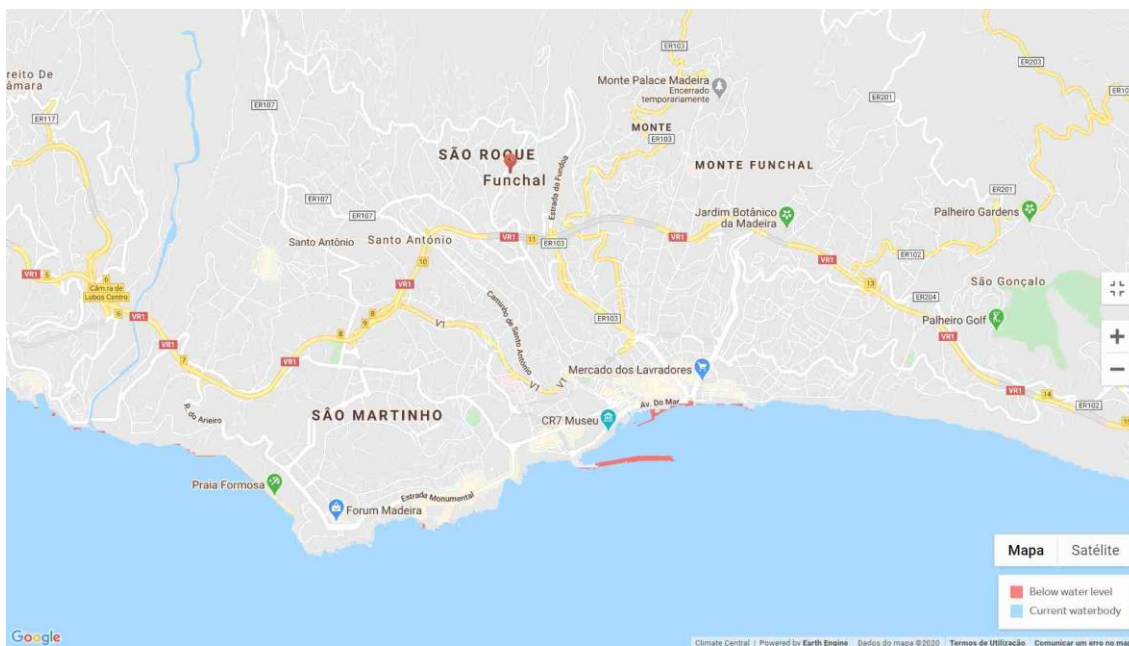 ER103
ER203
reito De
âmara
Monte Palace Madeira
Encerrado
temporariamente
ER10
ER201
ER107
ER117
MONTE
ER103
SÃO ROQUE
MONTE FUNCHAL
Funchal
Estrada da Fundoa
ER107
ER201
ER107
Jardim Botânico
da Madeira
Palheiro Gardens
Santo António
Santo António
VR1
11
ER103
VR1
ER102
VR1
5
6
10
VR1
13
São Gonçalo
Câm.ra de
Lobos Centro
6
VR1
Caminho de Santo António
ER204
Palheiro Golf
8
8
9
V1
ER103
VR1
VR1
VR1
7
V1
V1
Mercado dos Lavradores
VR1
14
R. do Arieiro
SÃO MARTINHO
Av. Do Mar
CR7 Museu
ER102
15
Praia Formosa
Estrada Monumental
Forum Madeira
Mapa
Satélite
Below water level
Current waterbody
Google
Climate Central | Powered by Earth Engine
Dados do mapa ©2020
Termos de Utilização
Comunicar um erro no map